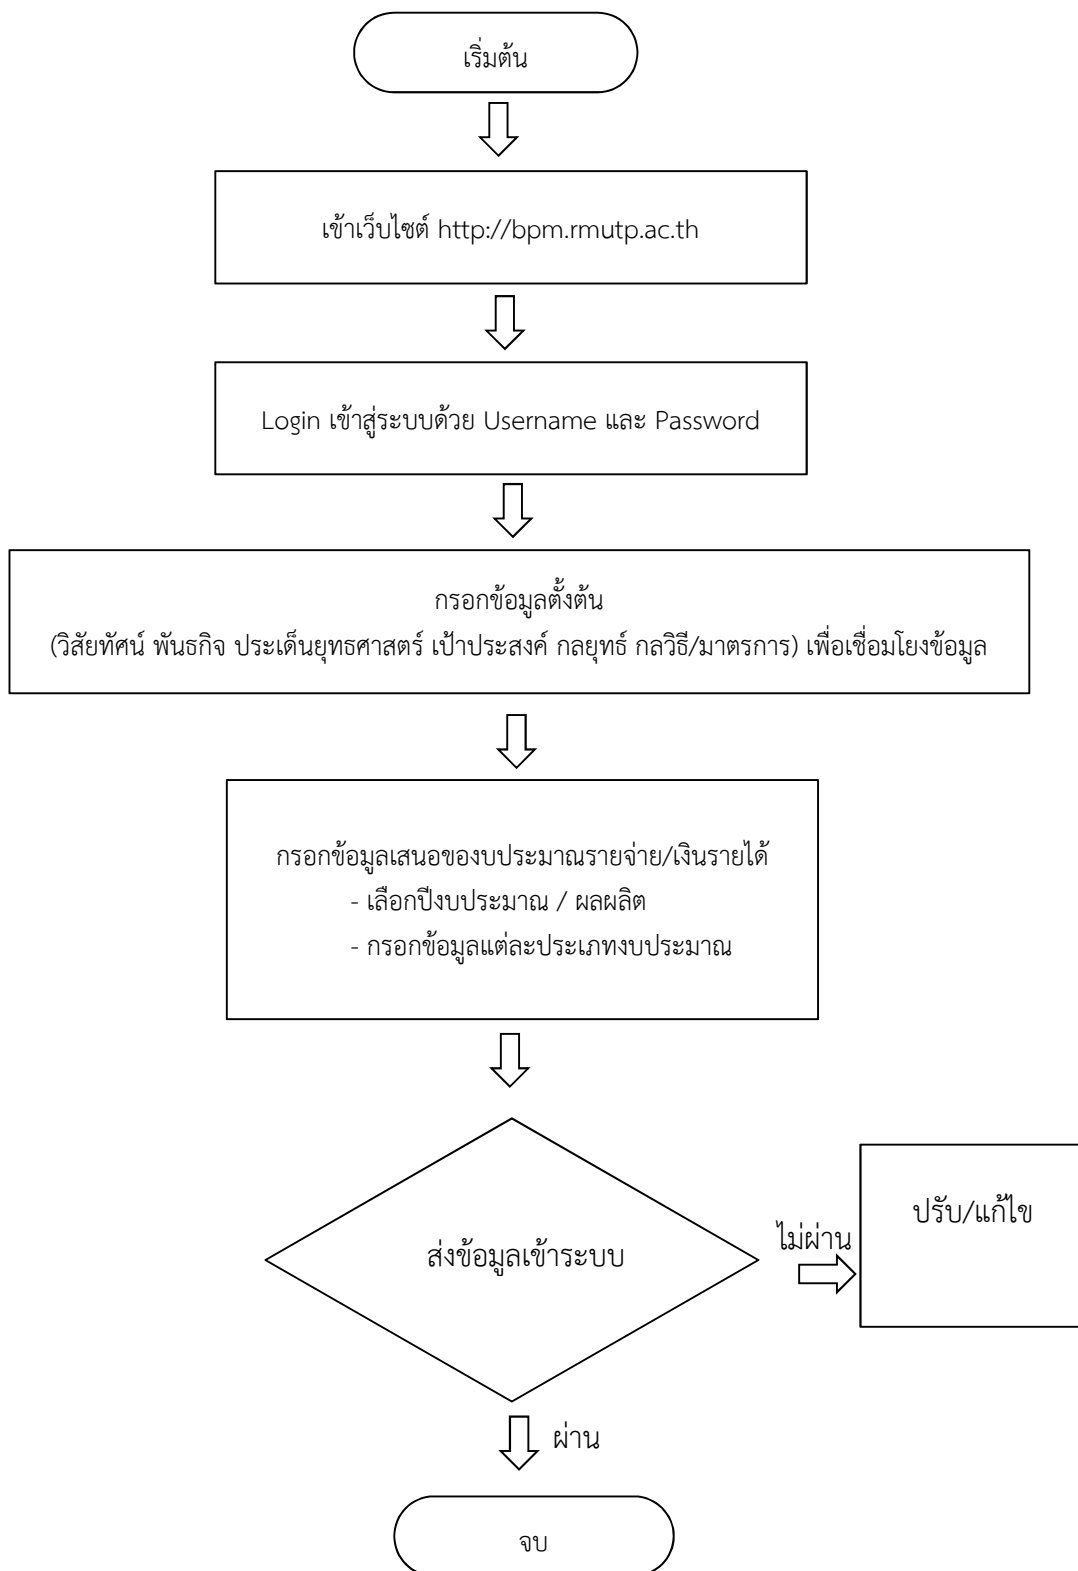 เริ่มต้น
เข้าเว็บไซต์ http://bpm.rmutp.ac.th
Login เข้าสู่ระบบด้วย Username และ Password
กรอกข้อมูลตั้งต้น
(วิสัยทัศน์ พันธกิจ ประเด็นยุทธศาสตร์ เป้าประสงค์ กลยุทธ์ กลวิธี/มาตรการ) เพื่อเชื่อมโยงข้อมูล
กรอกข้อมูลเสนอของบประมาณรายจ่าย/เงินรายได้
- เลือกปีงบประมาณ / ผลผลิต
- กรอกข้อมูลแต่ละประเภทงบประมาณ
ส่งข้อมูลเข้าระบบ
ไม่ผ่าน
ปรับ/แก้ไข
ผ่าน
จบ